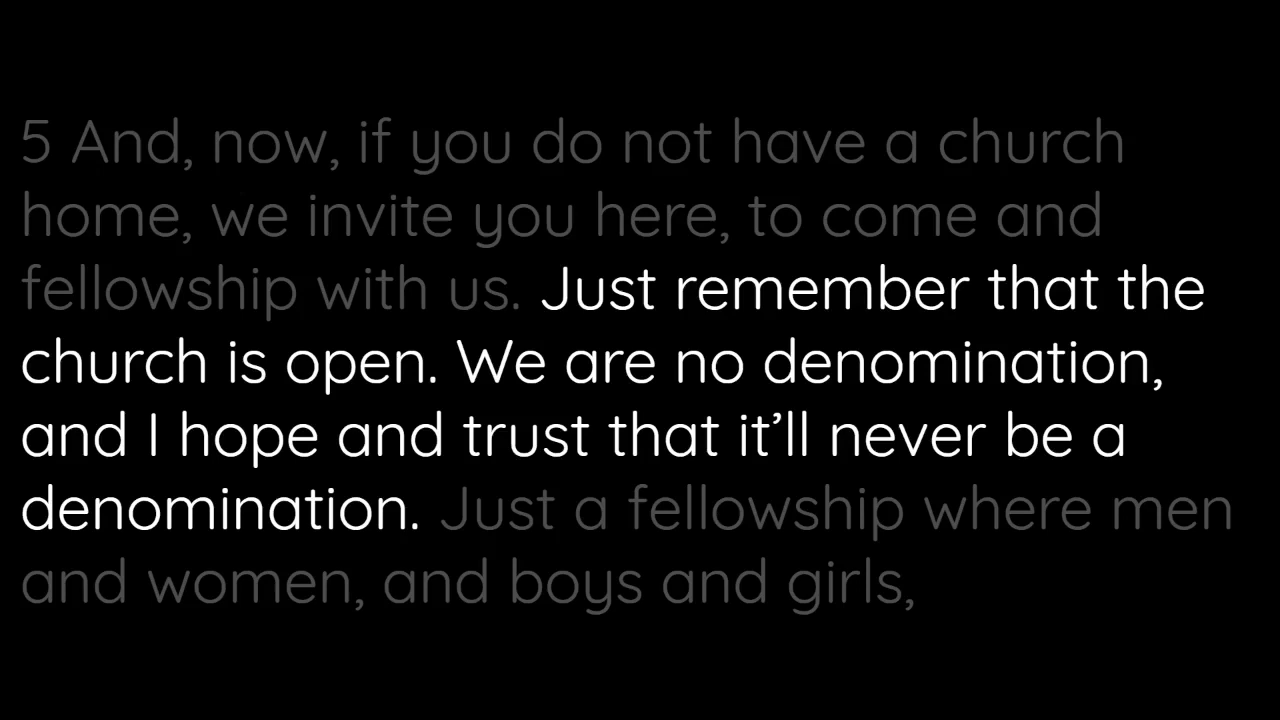 5 And, now, if you do not have a church
home, we invite you here, to come and
fellowship with us. Just remember that the
church is open. We are no denomination,
and I hope and trust that it’ll never be a
denomination. Just a fellowship where men
and women, and boys and girls,